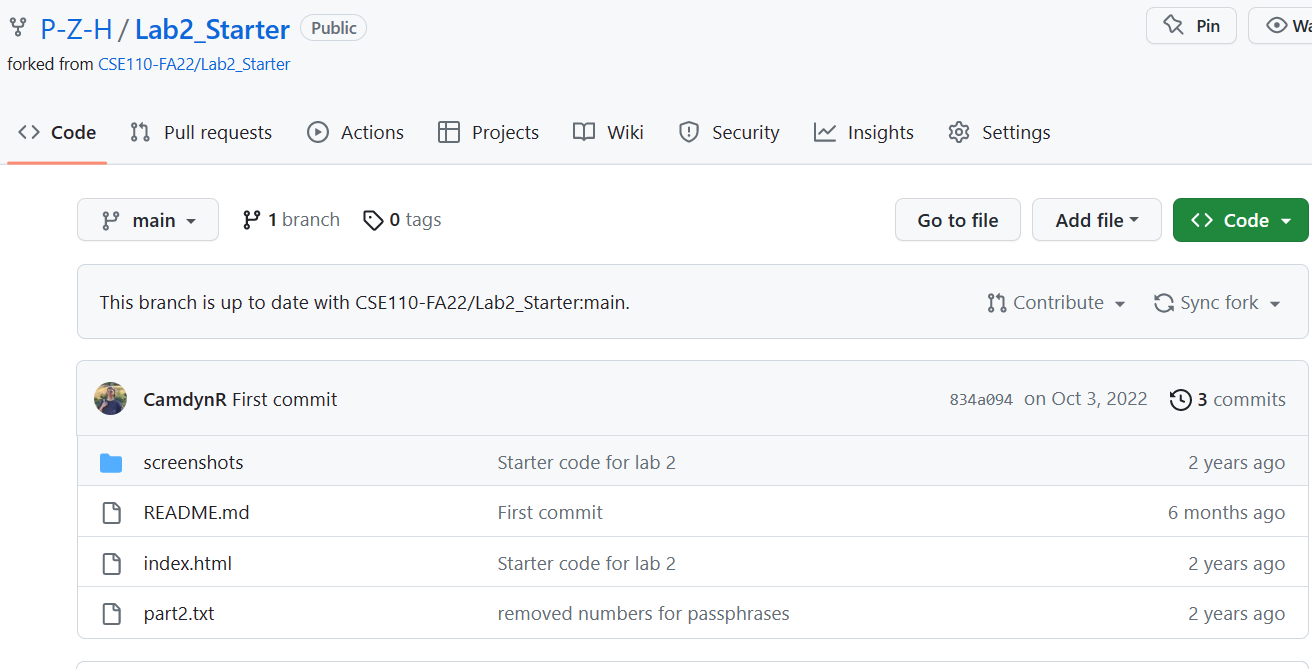 P-Z-H / Lab2_Starter Public Pin
forked from CSE110-FA22/Lab2_Starter
Code Pull requests Actions Projects Wiki Security Insights Settings
main 1 branch 0 tags Go to file Add file Code
This branch is up to date with CSE110-FA22/Lab2_Starter:main. Contribute Sync fork
CamdynR First commit 834a094 on Oct 3, 2022 3 commits
screenshots Starter code for lab 2 2 years ago
README.md First commit 6 months ago
index.html Starter code for lab 2 2 years ago
part2.txt removed numbers for passphrases 2 years ago